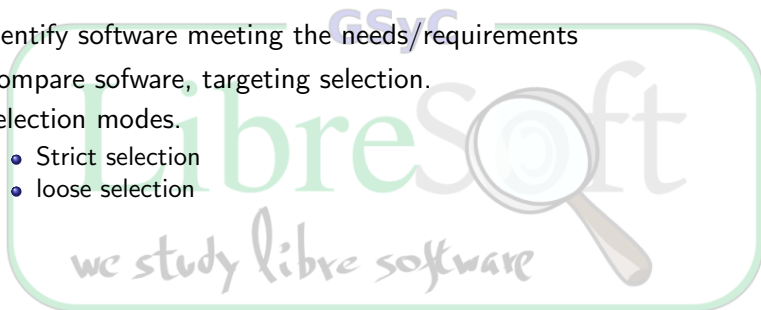 GSyC
entify software meeting the needs/requirements
ompare sofware, targeting selection.
election modes.
Strict selection
loose selection
LibreSoft
we study libre software